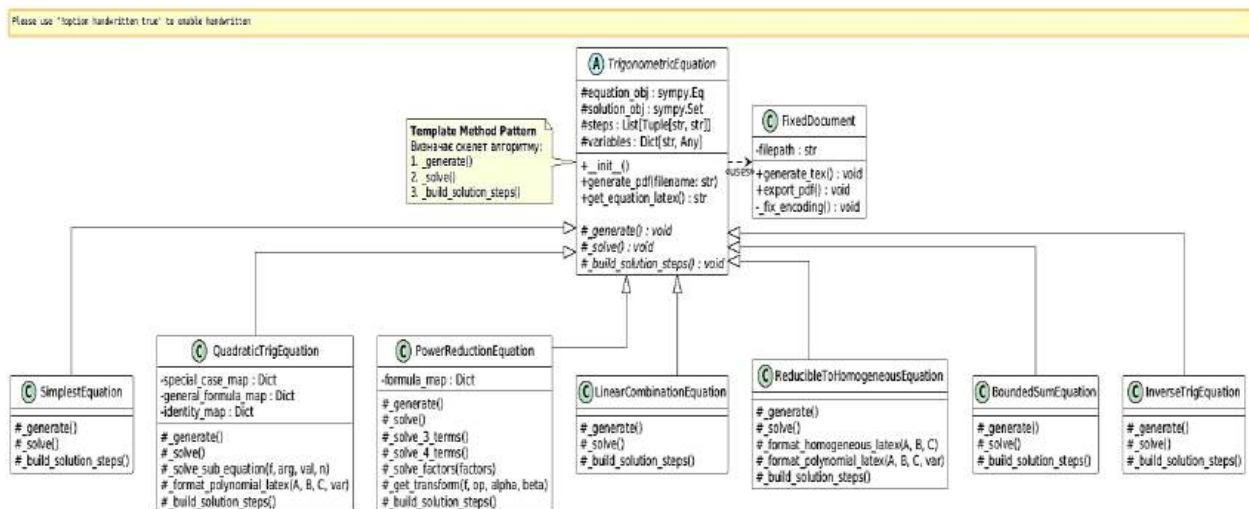 Please use '!option handwritten true' to enable handwritten
A TrigonometricEquation
#equation_obj : sympy.Eq
#solution_obj : sympy.Set
#steps : List[Tuple[str, str]]
#variables : Dict[str, Any]
+__init__()
+generate_pdf(filename: str)
+get_equation_latex() : str
#_generate() : void
#_solve() : void
#_build_solution_steps() : void
Template Method Pattern
Визначає скелет алгоритму:
1. _generate()
2. _solve()
3. _build_solution_steps()
«uses»
C FixedDocument
-filepath : str
+generate_tex() : void
+export_pdf() : void
-_fix_encoding() : void
C SimplestEquation
#_generate()
#_solve()
#_build_solution_steps()
C QuadraticTrigEquation
-special_case_map : Dict
-general_formula_map : Dict
-identity_map : Dict
#_generate()
#_solve()
#_solve_sub_equation(f, arg, val, n)
#_format_polynomial_latex(A, B, C, var)
#_build_solution_steps()
C PowerReductionEquation
-formula_map : Dict
#_generate()
#_solve()
#_solve_3_terms()
#_solve_4_terms()
#_solve_factors(factors)
#_get_transform(f, op, alpha, beta)
#_build_solution_steps()
C LinearCombinationEquation
#_generate()
#_solve()
#_build_solution_steps()
C ReducibleToHomogeneousEquation
#_generate()
#_solve()
#_format_homogeneous_latex(A, B, C)
#_format_polynomial_latex(A, B, C, var)
#_build_solution_steps()
C BoundedSumEquation
#_generate()
#_solve()
#_build_solution_steps()
C InverseTrigEquation
#_generate()
#_solve()
#_build_solution_steps()